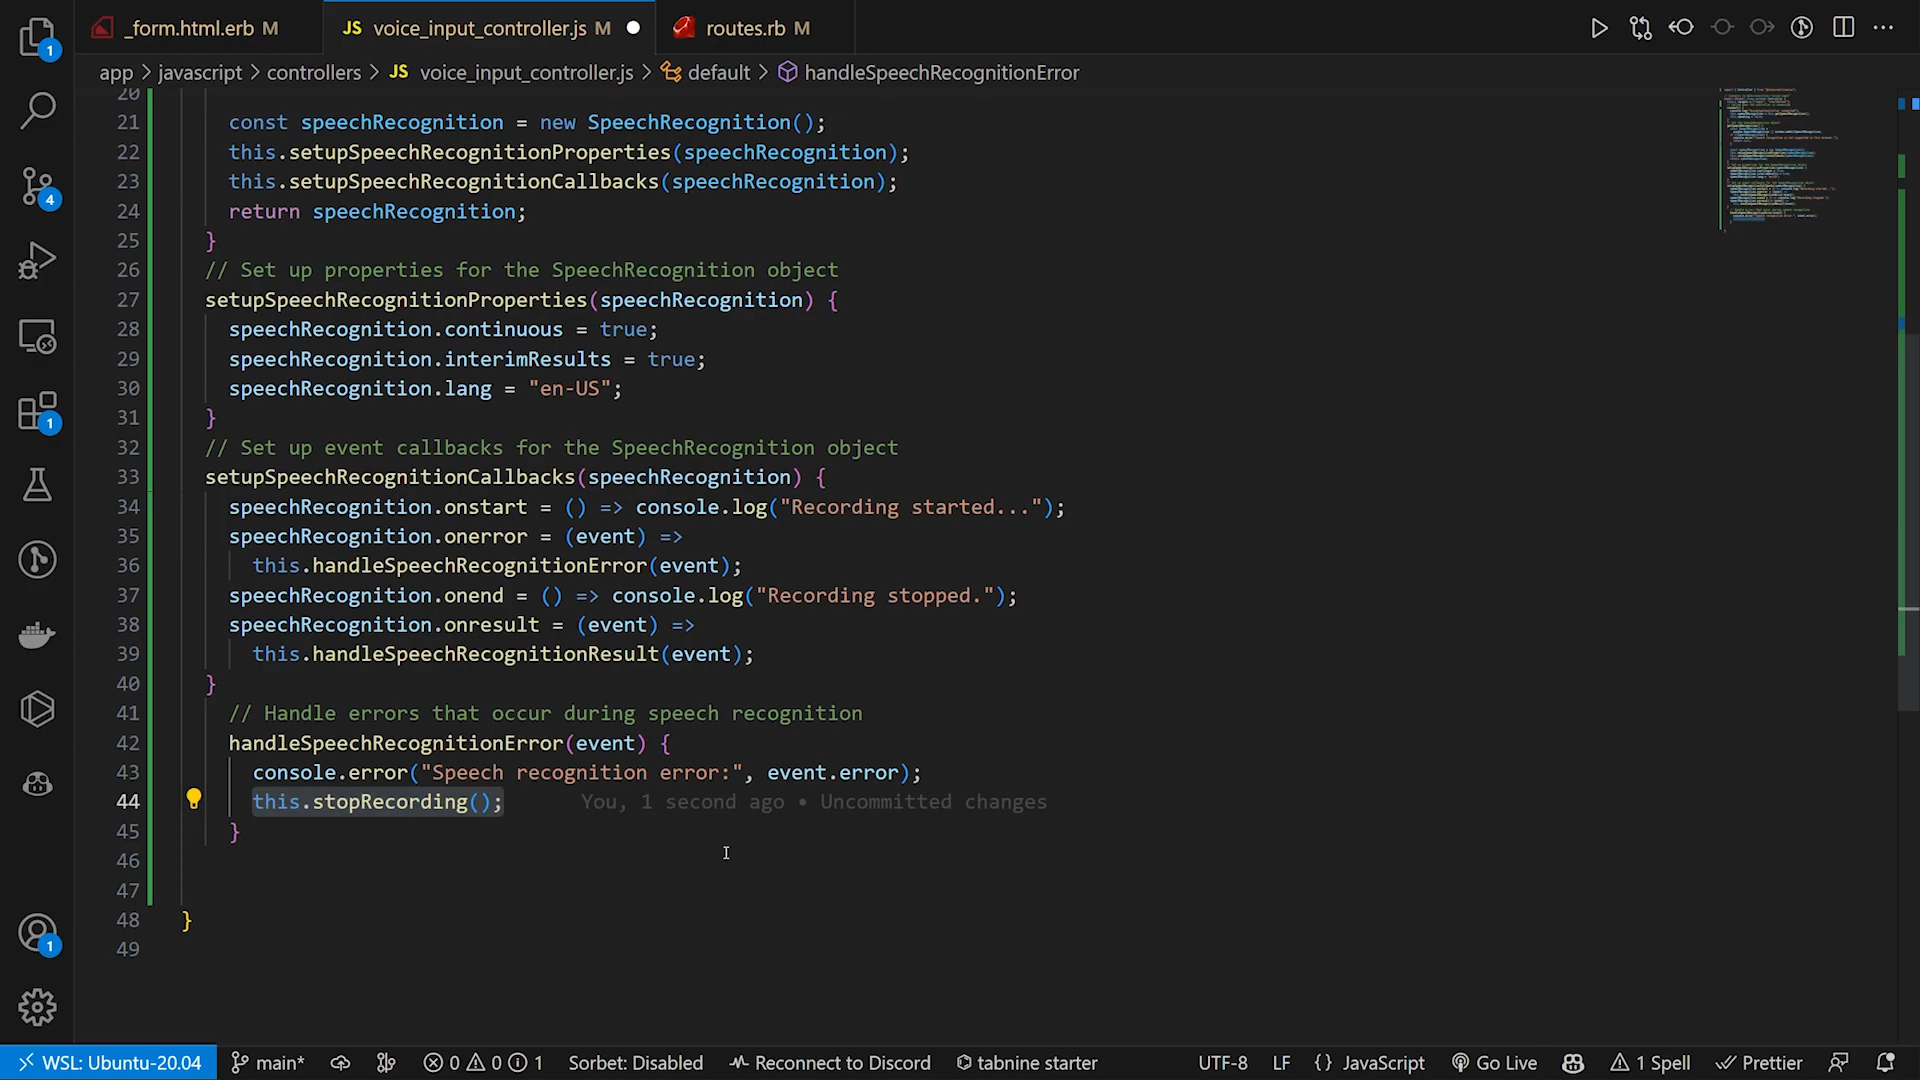 _form.html.erb M
JS voice_input_controller.js M
routes.rb M
app > javascript > controllers > JS voice_input_controller.js > default > handleSpeechRecognitionError
20
21 const speechRecognition = new SpeechRecognition();
22 this.setupSpeechRecognitionProperties(speechRecognition);
23 this.setupSpeechRecognitionCallbacks(speechRecognition);
24 return speechRecognition;
25 }
26 // Set up properties for the SpeechRecognition object
27 setupSpeechRecognitionProperties(speechRecognition) {
28 speechRecognition.continuous = true;
29 speechRecognition.interimResults = true;
30 speechRecognition.lang = "en-US";
31 }
32 // Set up event callbacks for the SpeechRecognition object
33 setupSpeechRecognitionCallbacks(speechRecognition) {
34 speechRecognition.onstart = () => console.log("Recording started...");
35 speechRecognition.onerror = (event) =>
36 this.handleSpeechRecognitionError(event);
37 speechRecognition.onend = () => console.log("Recording stopped.");
38 speechRecognition.onresult = (event) =>
39 this.handleSpeechRecognitionResult(event);
40 }
41 // Handle errors that occur during speech recognition
42 handleSpeechRecognitionError(event) {
43 console.error("Speech recognition error:", event.error);
44 this.stopRecording(); You, 1 second ago • Uncommitted changes
45 }
46
47
48 }
49
1
4
1
1
WSL: Ubuntu-20.04 main* 0 0 1 Sorbet: Disabled Reconnect to Discord tabnine starter UTF-8 LF {} JavaScript Go Live 1 Spell Prettier